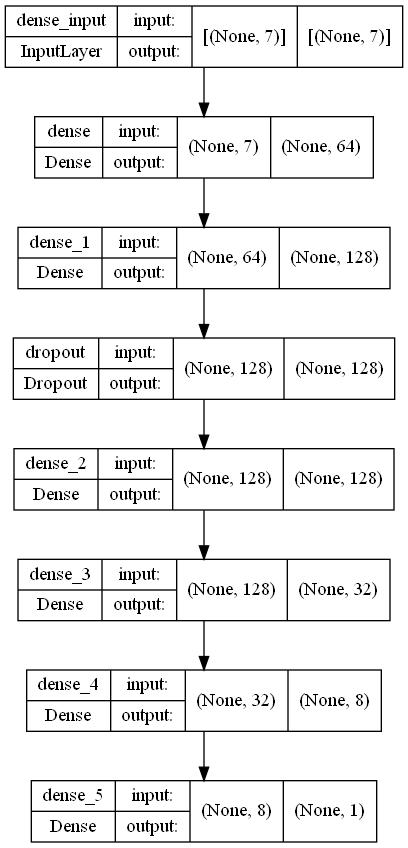 dense_input input: [(None, 7)] [(None, 7)]
InputLayer output:
dense input: (None, 7) (None, 64)
Dense output:
dense_1 input: (None, 64) (None, 128)
Dense output:
dropout input: (None, 128) (None, 128)
Dropout output:
dense_2 input: (None, 128) (None, 128)
Dense output:
dense_3 input: (None, 128) (None, 32)
Dense output:
dense_4 input: (None, 32) (None, 8)
Dense output:
dense_5 input: (None, 8) (None, 1)
Dense output: